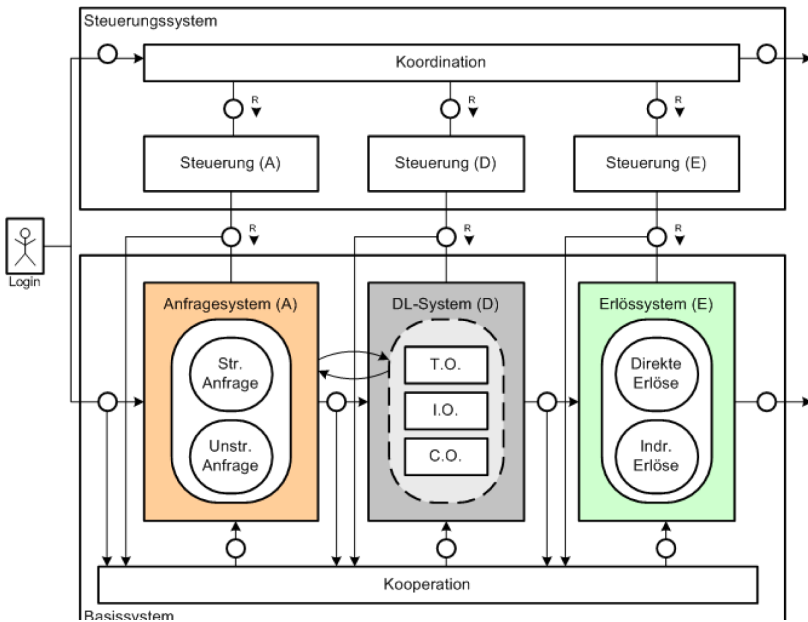 Steuerungssystem
Koordination
R
R
R
Steuerung (A)
Steuerung (D)
Steuerung (E)
R
R
R
Login
Anfragesystem (A)
DL-System (D)
Erlössystem (E)
Str.
Anfrage
T.O.
Direkte
Erlöse
I.O.
Unstr.
Anfrage
C.O.
Indr.
Erlöse
Kooperation
Basissystem